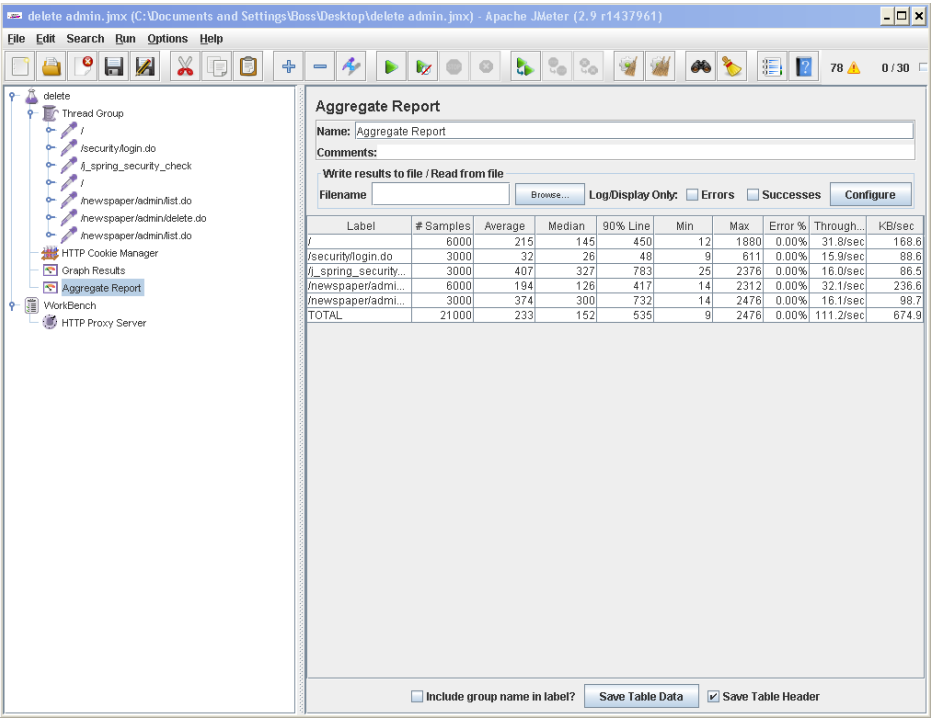 delete admin.jmx (C:\Documents and Settings\Boss\Desktop\delete admin.jmx) - Apache JMeter (2.9 r1437961)
File Edit Search Run Options Help
78 0 / 30
delete
Thread Group
/
/security/login.do
/j_spring_security_check
/
/newspaper/admin/list.do
/newspaper/admin/delete.do
/newspaper/admin/list.do
HTTP Cookie Manager
Graph Results
Aggregate Report
WorkBench
HTTP Proxy Server
Aggregate Report
Name: Aggregate Report
Comments:
Write results to file / Read from file
Filename Browse... Log/Display Only: Errors Successes Configure
Label # Samples Average Median 90% Line Min Max Error % Through... KB/sec
/ 6000 215 145 450 12 1880 0.00% 31.8/sec 168.6
/security/login.do 3000 32 26 48 9 611 0.00% 15.9/sec 88.6
/j_spring_security... 3000 407 327 783 25 2376 0.00% 16.0/sec 86.5
/newspaper/admi... 6000 194 126 417 14 2312 0.00% 32.1/sec 236.6
/newspaper/admi... 3000 374 300 732 14 2476 0.00% 16.1/sec 98.7
TOTAL 21000 233 152 535 9 2476 0.00% 111.2/sec 674.9
Include group name in label? Save Table Data Save Table Header